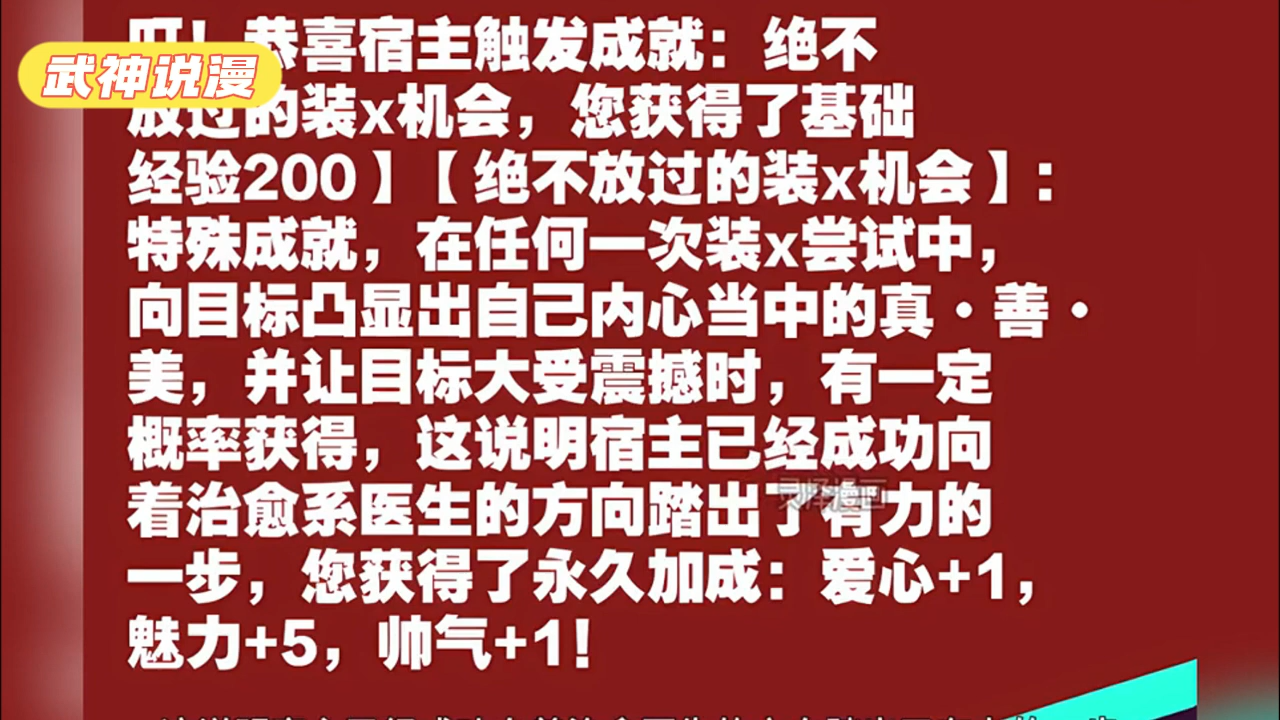 武神说漫
叮！恭喜宿主触发成就：绝不
放过的装x机会，您获得了基础
经验200】【绝不放过的装x机会】：
特殊成就，在任何一次装x尝试中，
向目标凸显出自己内心当中的真·善·
美，并让目标大受震撼时，有一定
概率获得，这说明宿主已经成功向
着治愈系医生的方向踏出了有力的
灵泽漫画
一步，您获得了永久加成：爱心+1，
魅力+5，帅气+1！